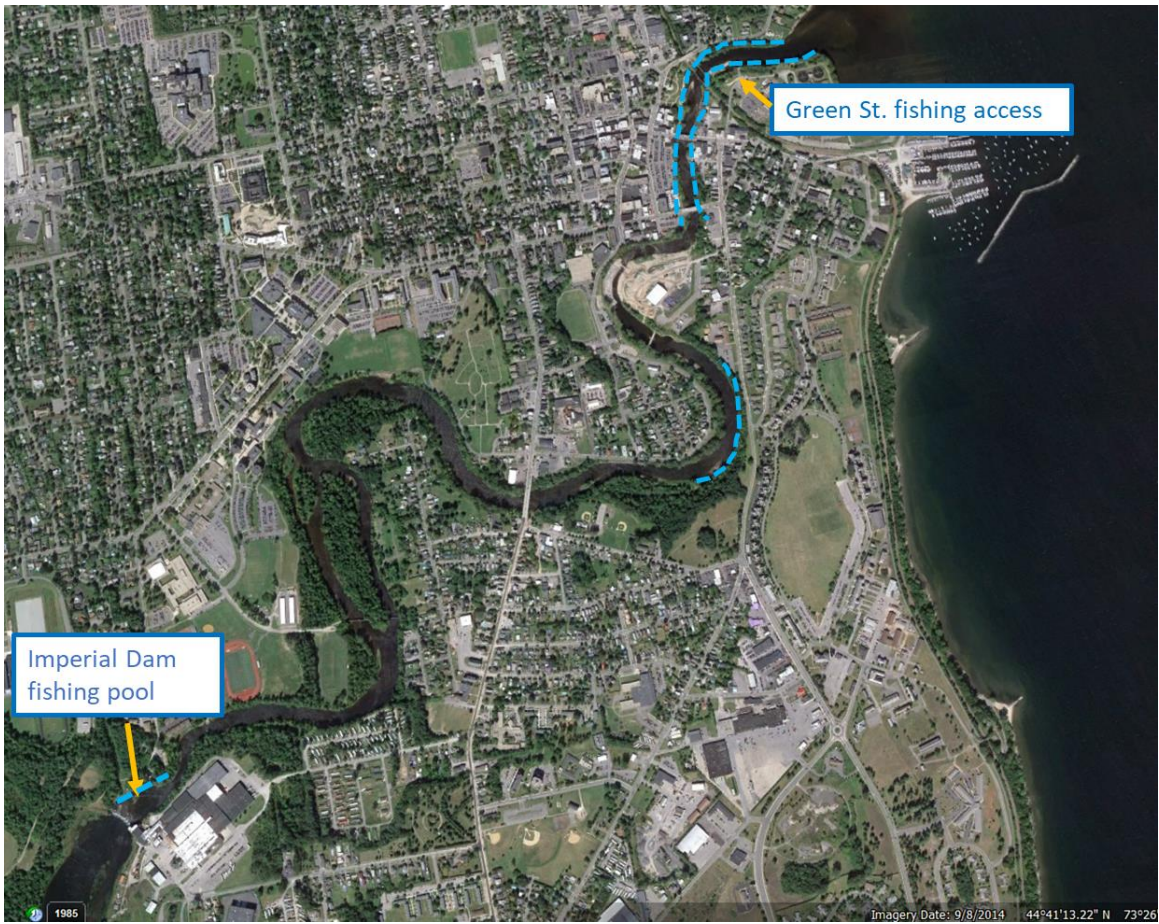 Green St. fishing access
Imperial Dam
fishing pool
1985
Imagery Date: 9/8/2014 44°41'13.22" N 73°26